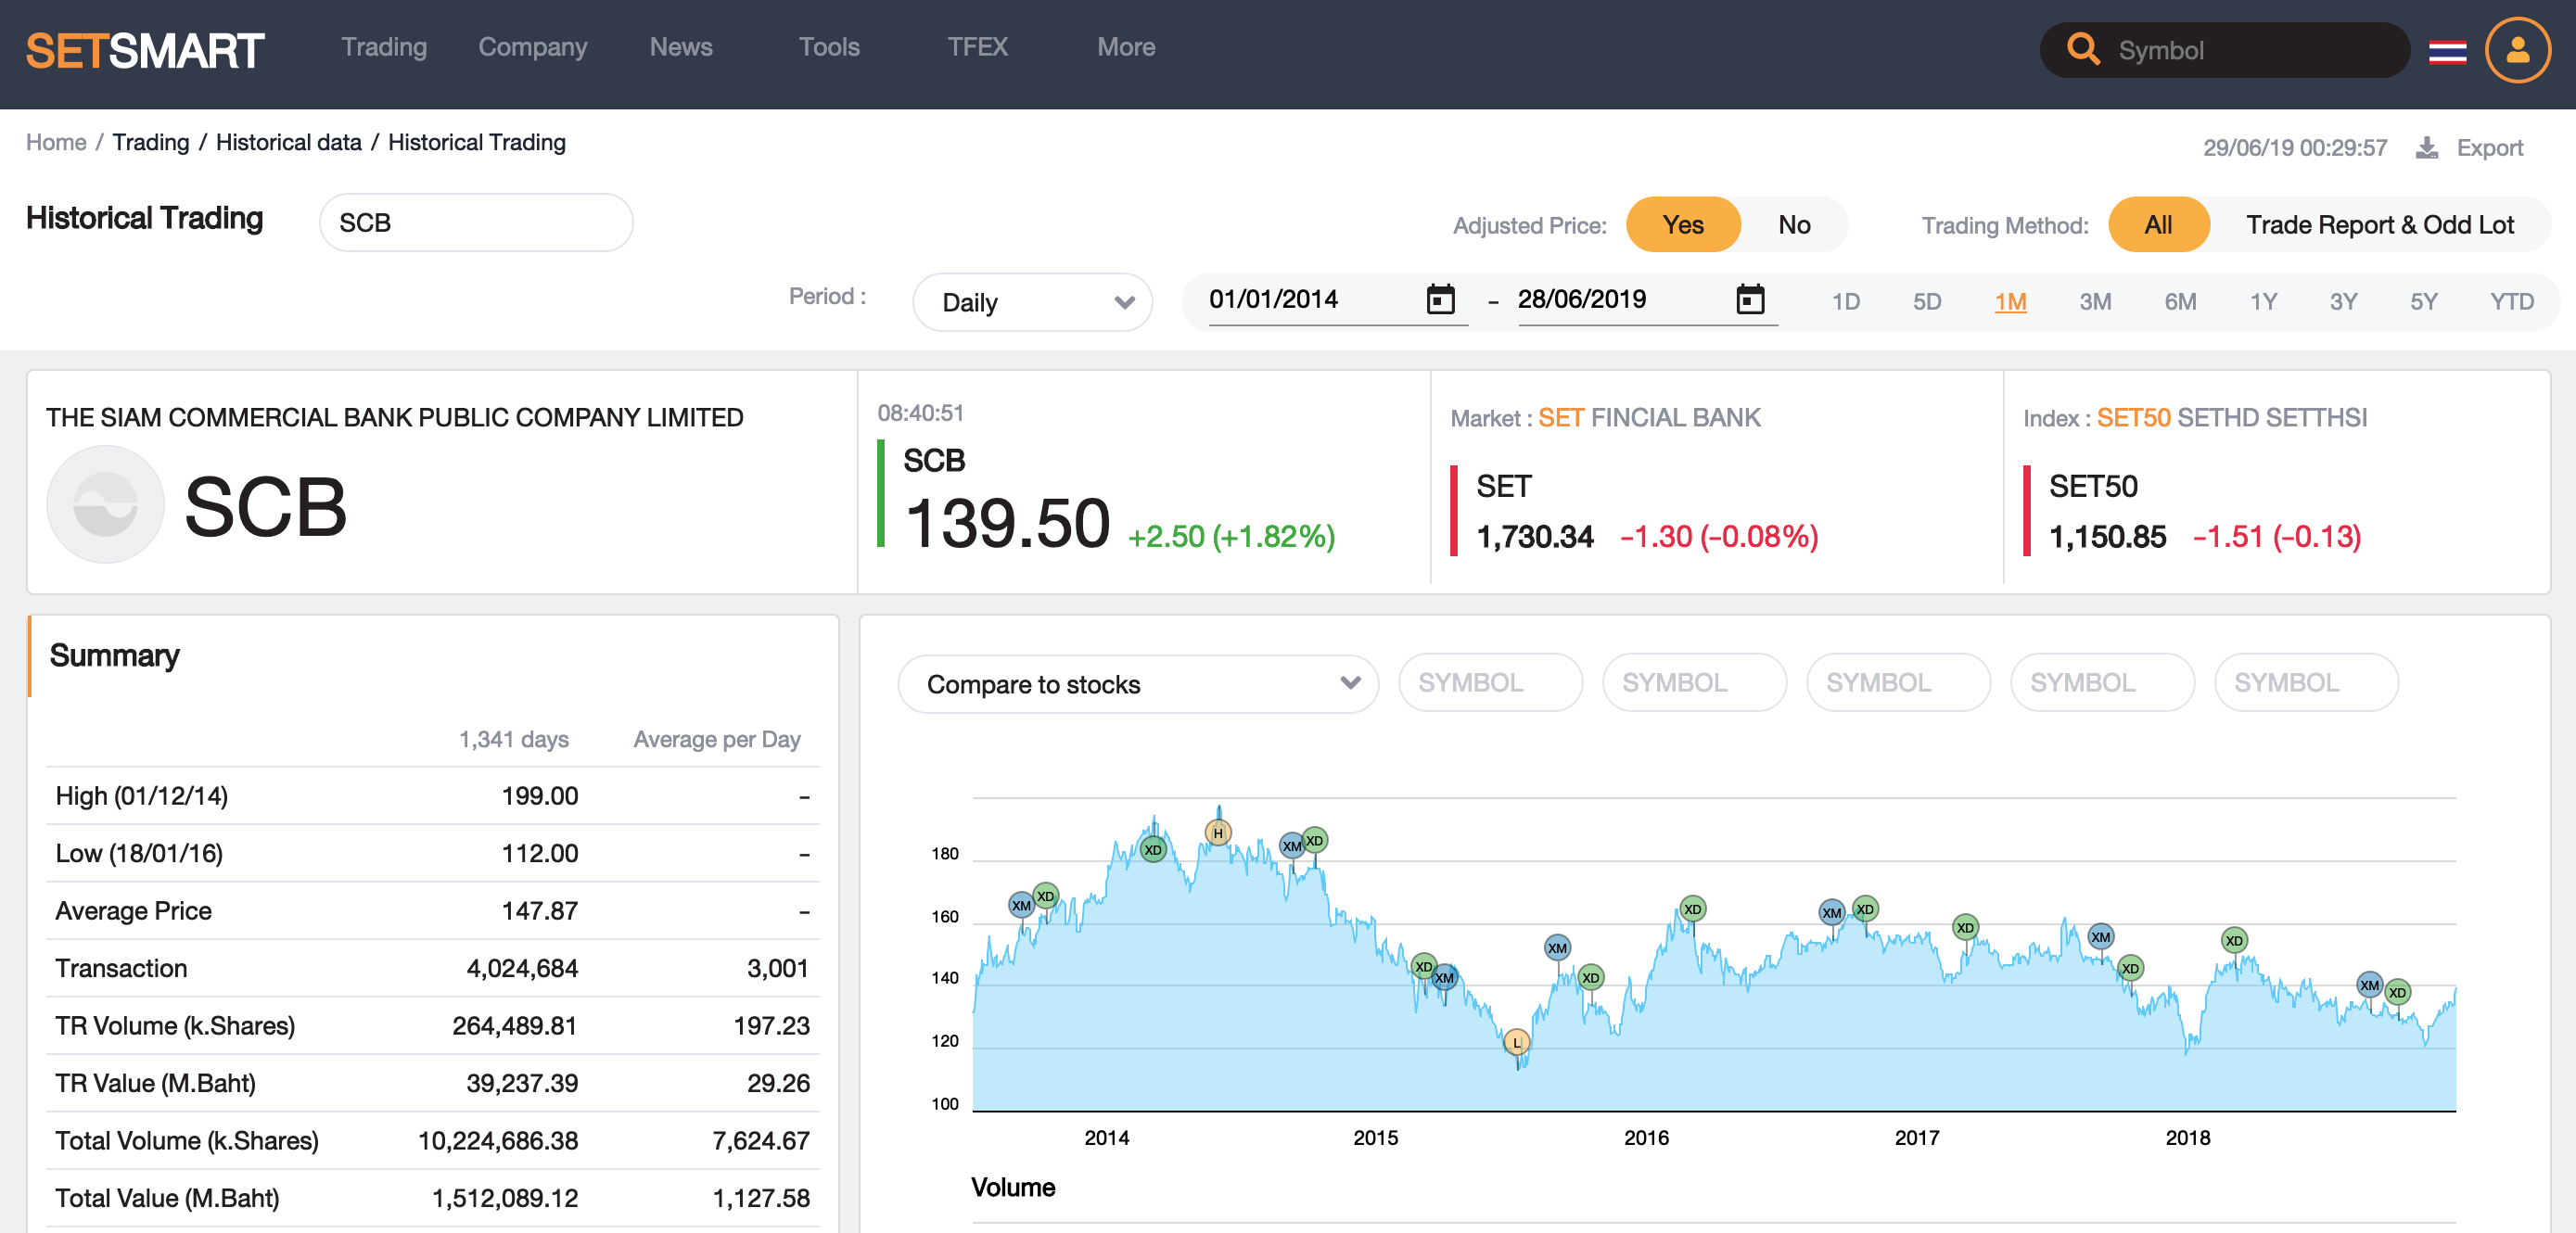 SETSMART Trading Company News Tools TFEX More Symbol
Home / Trading / Historical data / Historical Trading 29/06/19 00:29:57 Export
Historical Trading SCB Adjusted Price: Yes No Trading Method: All Trade Report & Odd Lot
Period : Daily 01/01/2014 - 28/06/2019 1D 5D 1M 3M 6M 1Y 3Y 5Y YTD
THE SIAM COMMERCIAL BANK PUBLIC COMPANY LIMITED
SCB
08:40:51
SCB
139.50 +2.50 (+1.82%)
Market : SET FINCIAL BANK
SET
1,730.34 -1.30 (-0.08%)
Index : SET50 SETHD SETTHSI
SET50
1,150.85 -1.51 (-0.13)
Summary
1,341 days Average per Day
High (01/12/14) 199.00 -
Low (18/01/16) 112.00 -
Average Price 147.87 -
Transaction 4,024,684 3,001
TR Volume (k.Shares) 264,489.81 197.23
TR Value (M.Baht) 39,237.39 29.26
Total Volume (k.Shares) 10,224,686.38 7,624.67
Total Value (M.Baht) 1,512,089.12 1,127.58
Compare to stocks SYMBOL SYMBOL SYMBOL SYMBOL SYMBOL
180
160
140
120
100
XM XD XD H XM XD XD XM L XM XD XD XM XD XD XM XD XD XM XD
2014 2015 2016 2017 2018
Volume